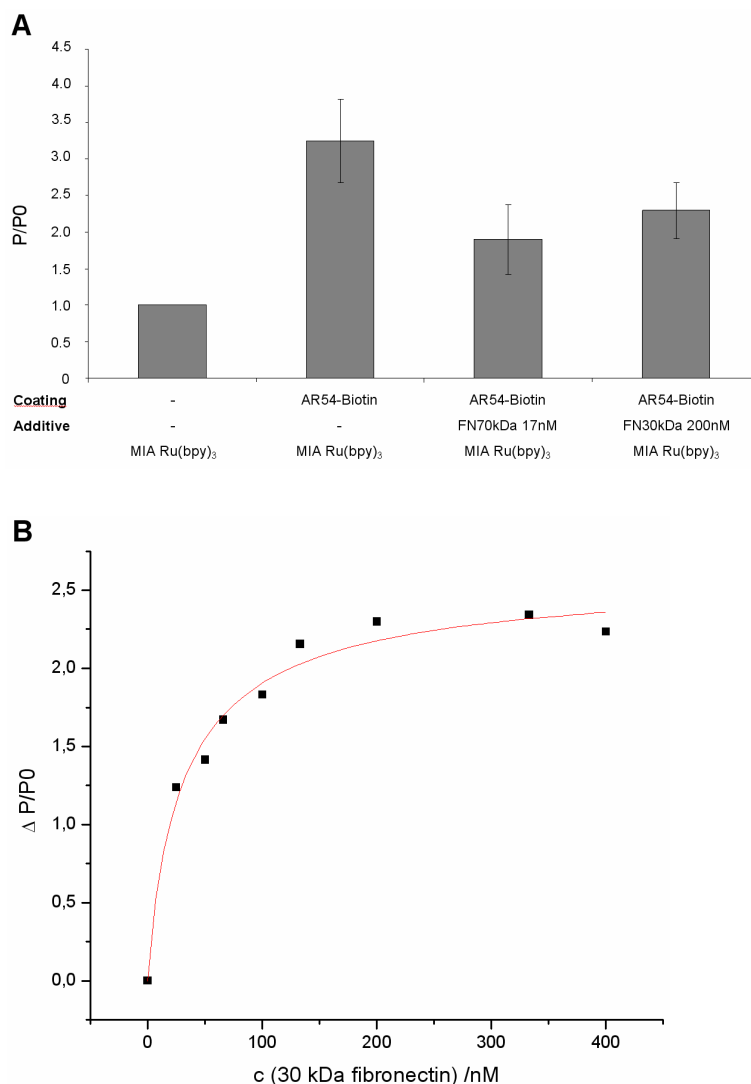 A
4.5
4.0
3.5
3.0
2.5
2.0
1.5
1.0
0.5
0
P/P0
Coating - AR54-Biotin AR54-Biotin AR54-Biotin
Additive - - FN70kDa 17nM FN30kDa 200nM
MIA Ru(bpy)₃ MIA Ru(bpy)₃ MIA Ru(bpy)₃ MIA Ru(bpy)₃
B
2,5
2,0
1,5
1,0
0,5
0,0
Δ P/P0
0 100 200 300 400
c (30 kDa fibronectin) /nM